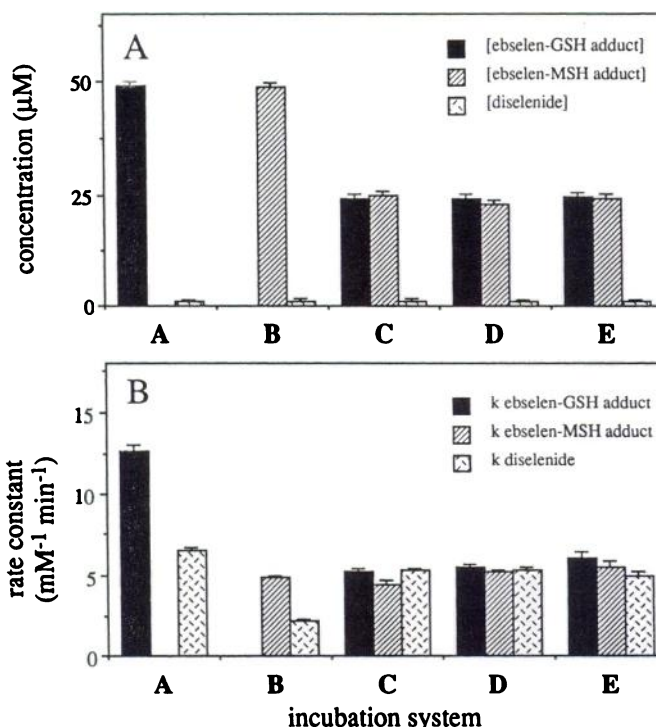 A
[ebselen-GSH adduct]
[ebselen-MSH adduct]
[diselenide]
concentration (μM)
50
25
0
A B C D E
B
k ebselen-GSH adduct
k ebselen-MSH adduct
k diselenide
rate constant
(mM⁻¹ min⁻¹)
15
10
5
0
A B C D E
incubation system